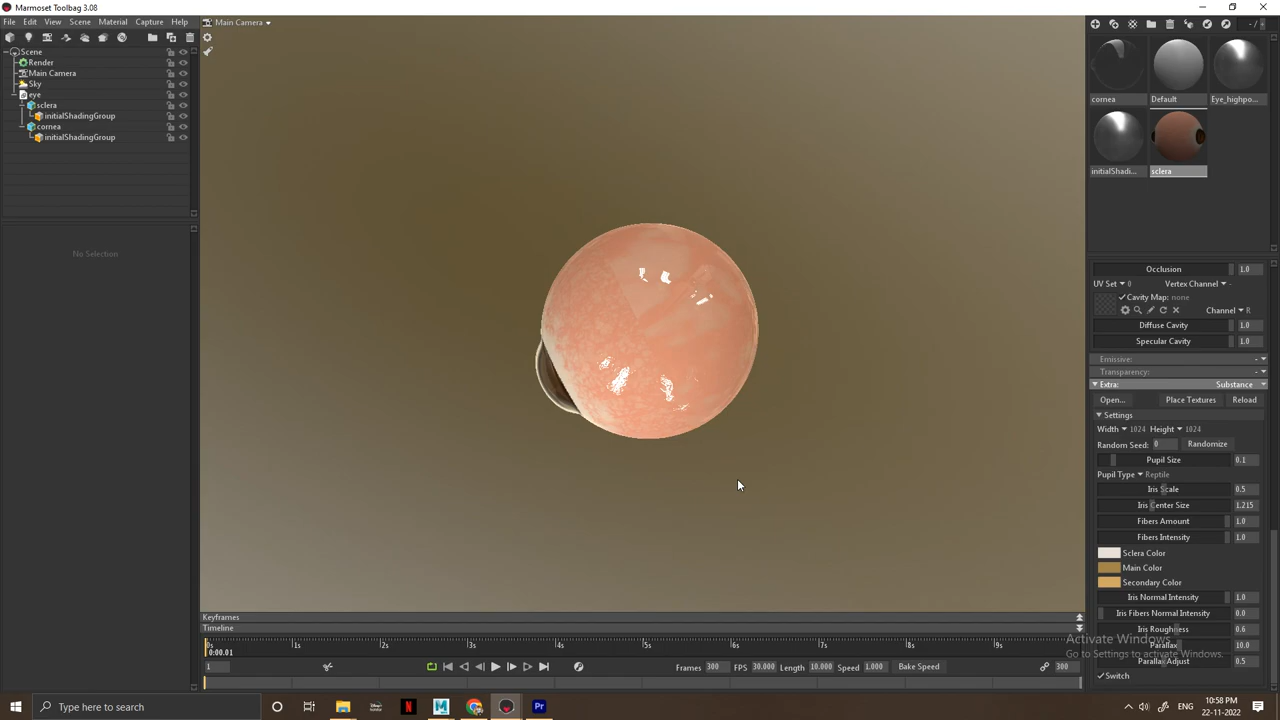 Marmoset Toolbag 3.08
File Edit View Scene Material Capture Help
Main Camera
- /
Scene
Render
Main Camera
Sky
eye
sclera
initialShadingGroup
cornea
initialShadingGroup
No Selection
cornea Default Eye_highpo...
initialShadi... sclera
Occlusion 1.0
UV Set 0 Vertex Channel -
Cavity Map: none
Channel R
Diffuse Cavity 1.0
Specular Cavity 1.0
Emissive: -
Transparency: -
Extra: Substance
Open... Place Textures Reload
Settings
Width 1024 Height 1024
Random Seed: 0 Randomize
Pupil Size 0.1
Pupil Type Reptile
Iris Scale 0.5
Iris Center Size 1.215
Fibers Amount 1.0
Fibers Intensity 1.0
Sclera Color
Main Color
Secondary Color
Iris Normal Intensity 1.0
Iris Fibers Normal Intensity 0.0
Iris Roughness 0.6
Parallax 10.0
Parallax Adjust 0.5
Switch
Activate Windows
Go to Settings to activate Windows.
Keyframes
Timeline
0:00.01
1s 2s 3s 4s 5s 6s 7s 8s 9s
1 Frames 300 FPS 30.000 Length 10.000 Speed 1.000 Bake Speed 300
Type here to search
ENG
10:58 PM
22-11-2022